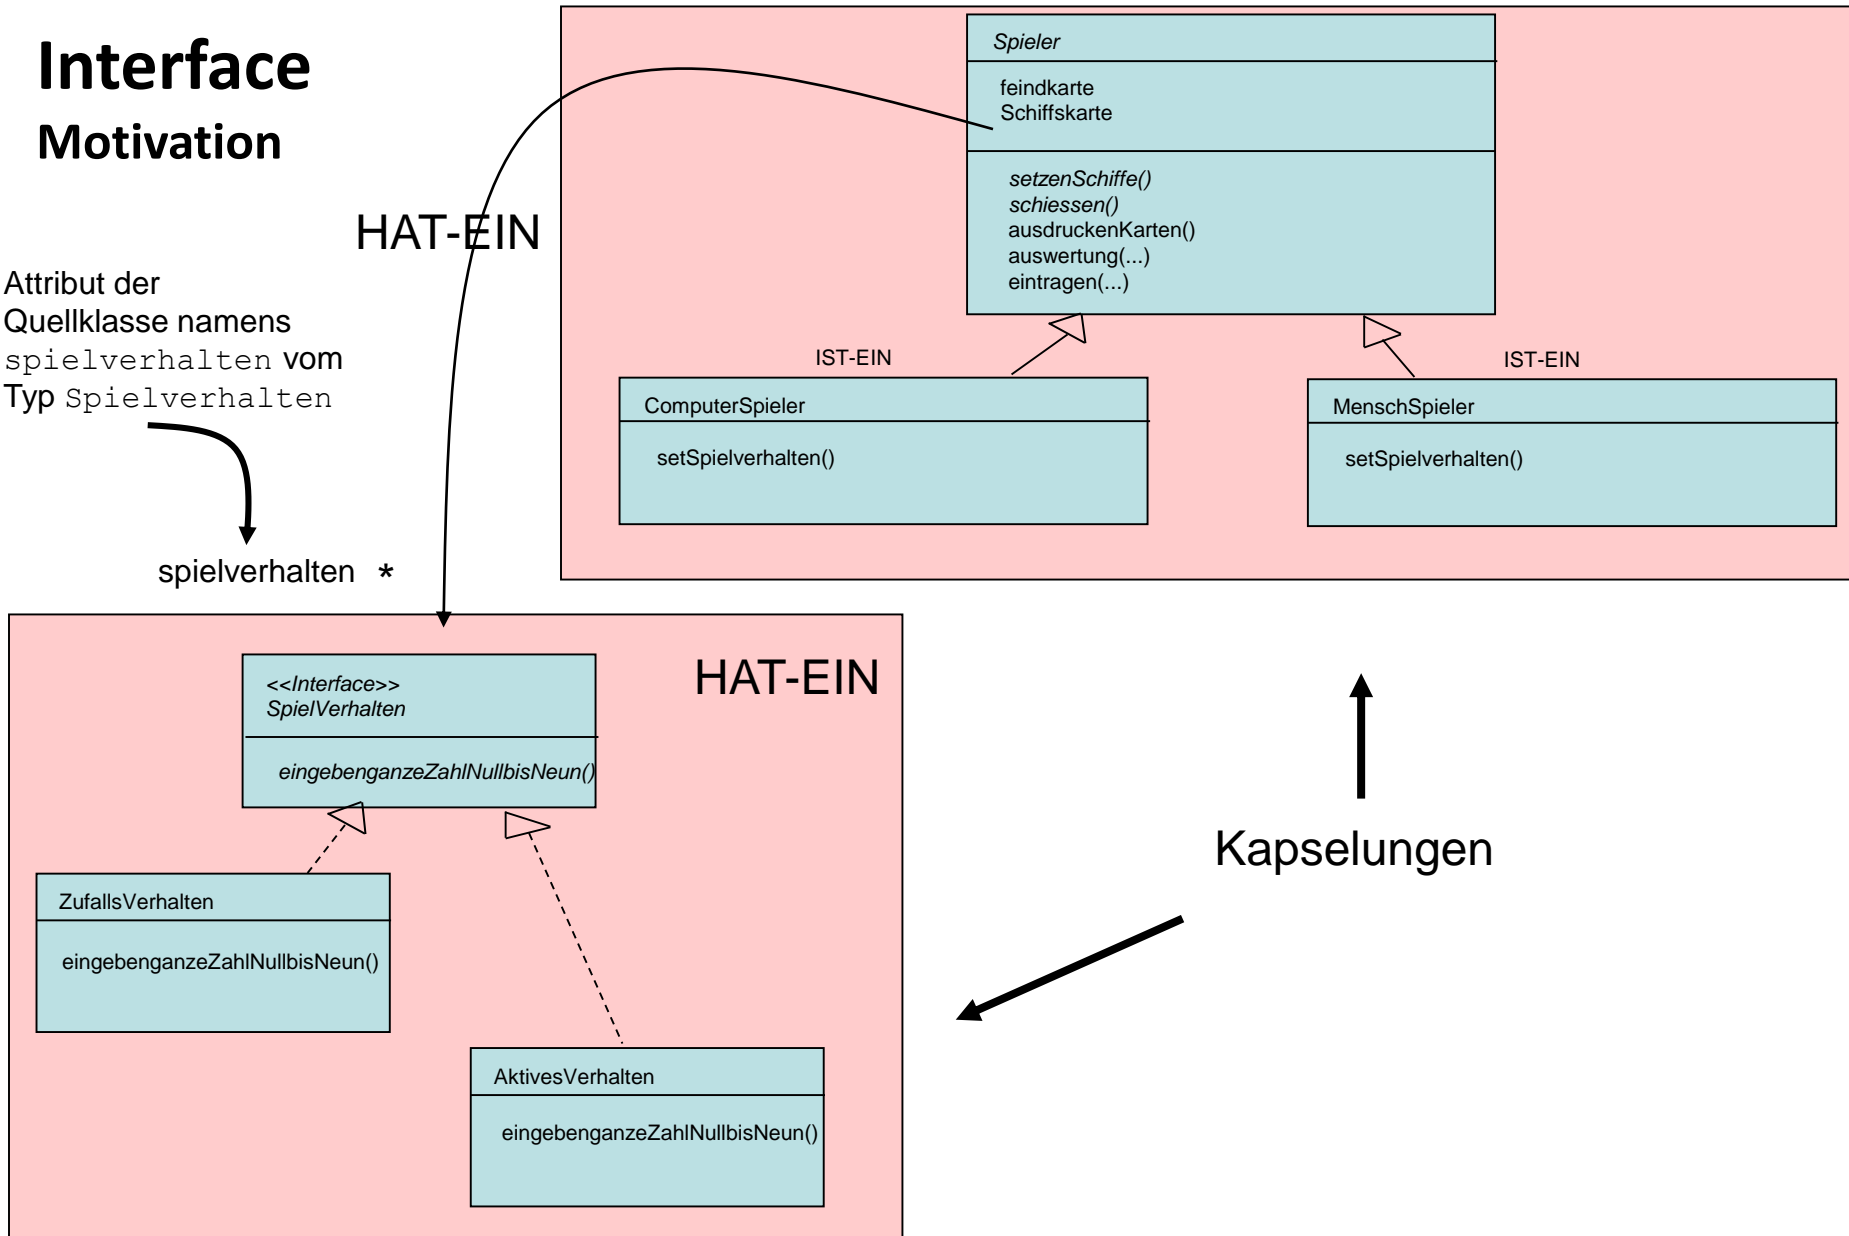 Interface
Motivation
HAT-EIN
Attribut der
Quellklasse namens
spielverhalten vom
Typ Spielverhalten
spielverhalten *
Spieler
feindkarte
Schiffskarte
setzenSchiffe()
schiessen()
ausdruckenKarten()
auswertung(...)
eintragen(...)
IST-EIN
IST-EIN
ComputerSpieler
setSpielverhalten()
MenschSpieler
setSpielverhalten()
HAT-EIN
<<Interface>>
SpielVerhalten
eingebenganzeZahlNullbisNeun()
ZufallsVerhalten
eingebenganzeZahlNullbisNeun()
AktivesVerhalten
eingebenganzeZahlNullbisNeun()
Kapselungen